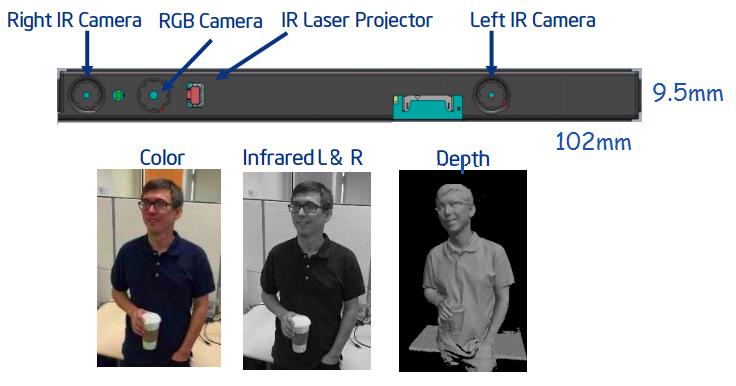 Right IR Camera
RGB Camera
IR Laser Projector
Left IR Camera
9.5mm
102mm
Color
Infrared L & R
Depth